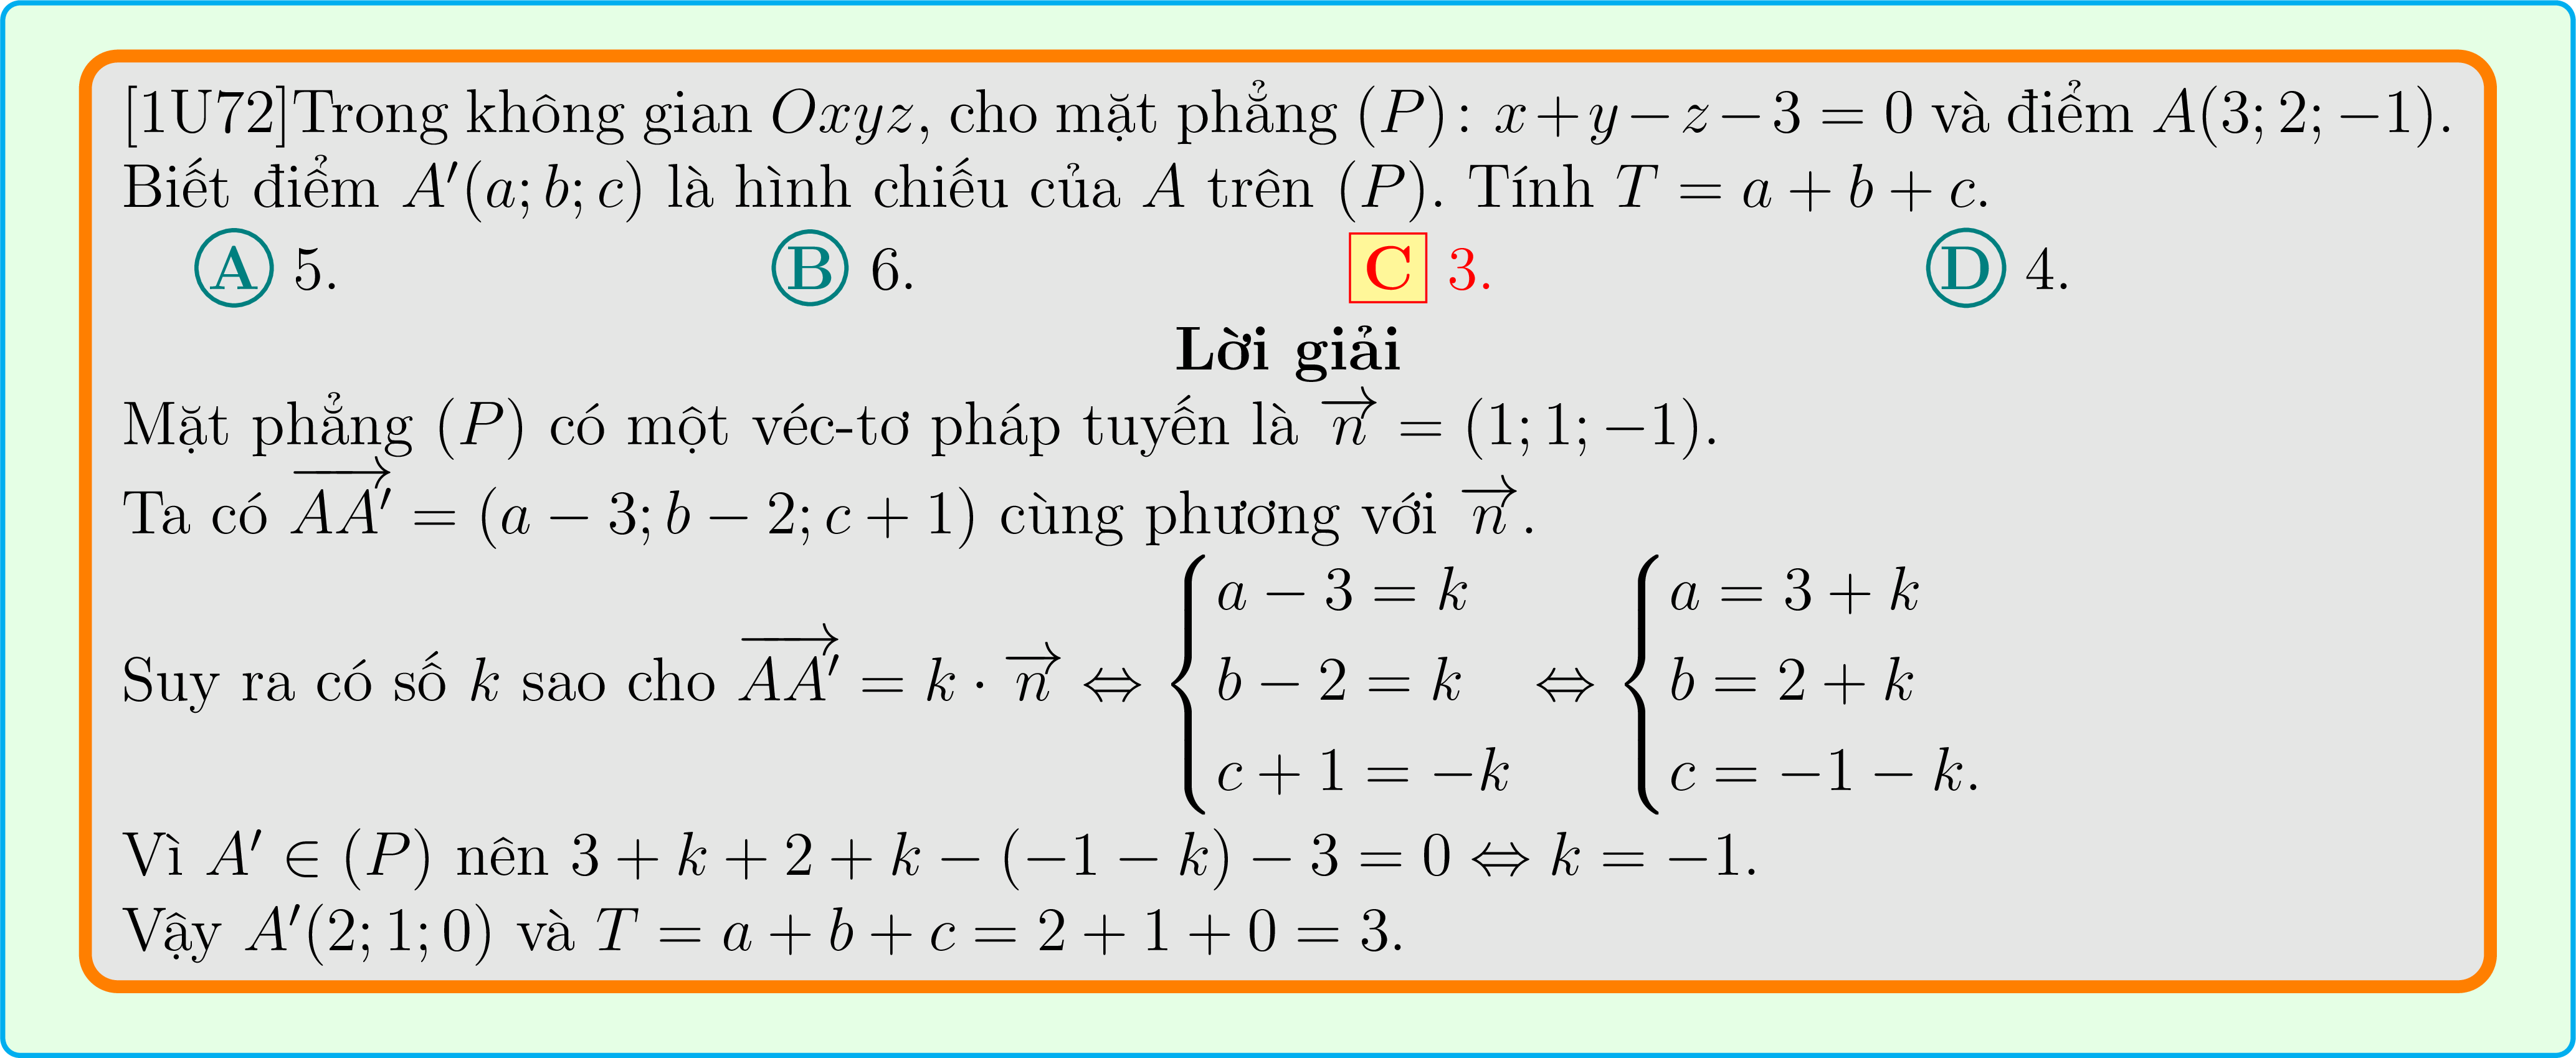 [1U72]Trong không gian Oxyz, cho mặt phẳng (P): x+y−z−3 = 0 và điểm A(3; 2; −1).
Biết điểm A′(a; b; c) là hình chiếu của A trên (P). Tính T = a + b + c.
A 5. B 6. C 3. D 4.
Lời giải
Mặt phẳng (P) có một véc-tơ pháp tuyến là $\overrightarrow{n}$ = (1; 1; −1).
Ta có $\overrightarrow{AA'}$ = (a − 3; b − 2; c + 1) cùng phương với $\overrightarrow{n}$.
Suy ra có số k sao cho $\overrightarrow{AA'} = k \cdot \overrightarrow{n} \Leftrightarrow \begin{cases} a - 3 = k \\ b - 2 = k \\ c + 1 = -k \end{cases} \Leftrightarrow \begin{cases} a = 3 + k \\ b = 2 + k \\ c = -1 - k. \end{cases}$
Vì A′ ∈ (P) nên 3 + k + 2 + k − (−1 − k) − 3 = 0 ⇔ k = −1.
Vậy A′(2; 1; 0) và T = a + b + c = 2 + 1 + 0 = 3.